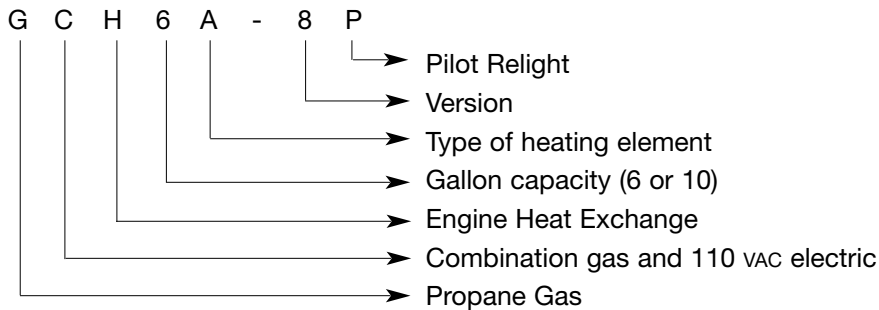 G C H 6 A - 8 P
Pilot Relight
Version
Type of heating element
Gallon capacity (6 or 10)
Engine Heat Exchange
Combination gas and 110 VAC electric
Propane Gas